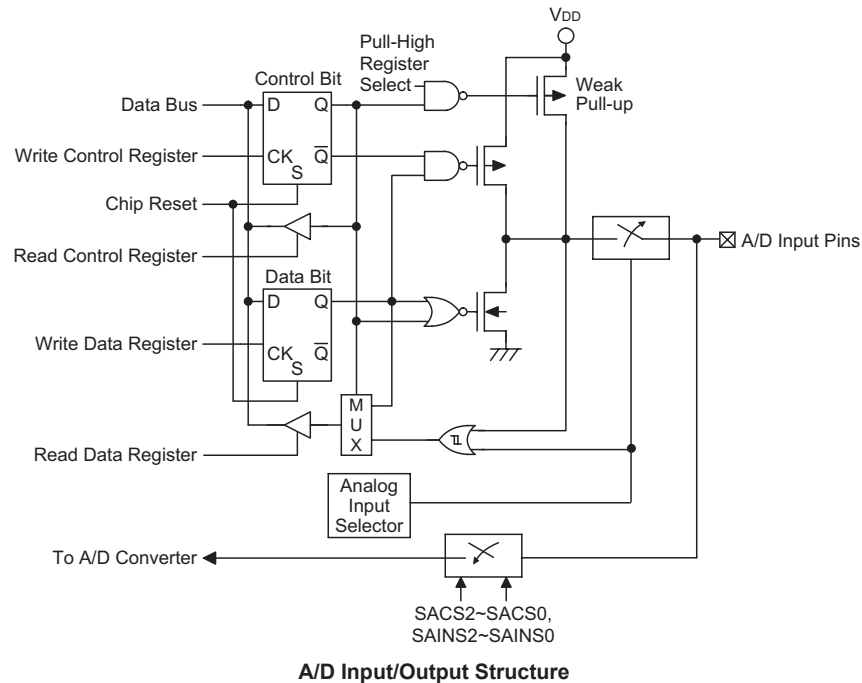 VDD
Pull-High
Register
Select
Weak
Pull-up
Control Bit
Data Bus
D
Q
Write Control Register
CK
Q̅
S
Chip Reset
Read Control Register
Data Bit
D
Q
Write Data Register
CK
Q̅
S
A/D Input Pins
M
U
X
Read Data Register
Analog
Input
Selector
To A/D Converter
SACS2~SACS0,
SAINS2~SAINS0
A/D Input/Output Structure